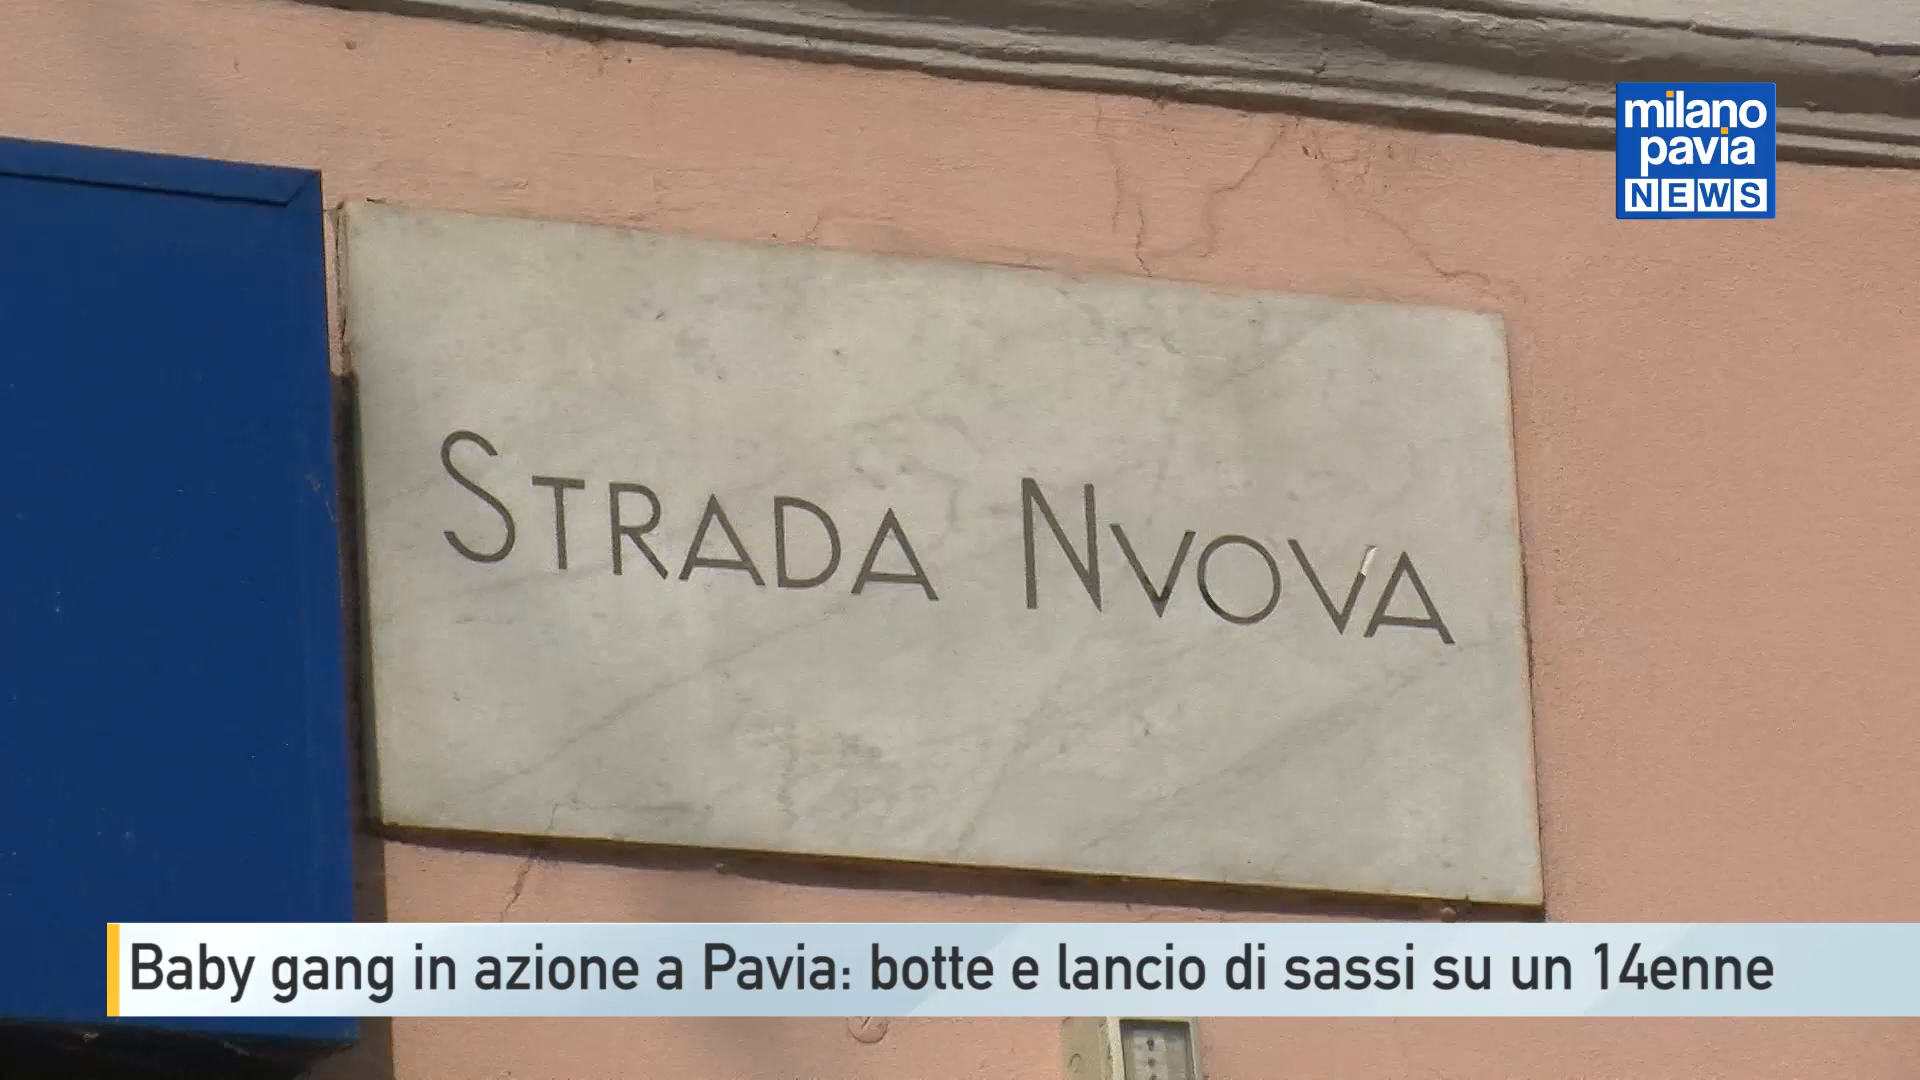 milano
pavia
NEWS
STRADA NVOVA
Baby gang in azione a Pavia: botte e lancio di sassi su un 14enne